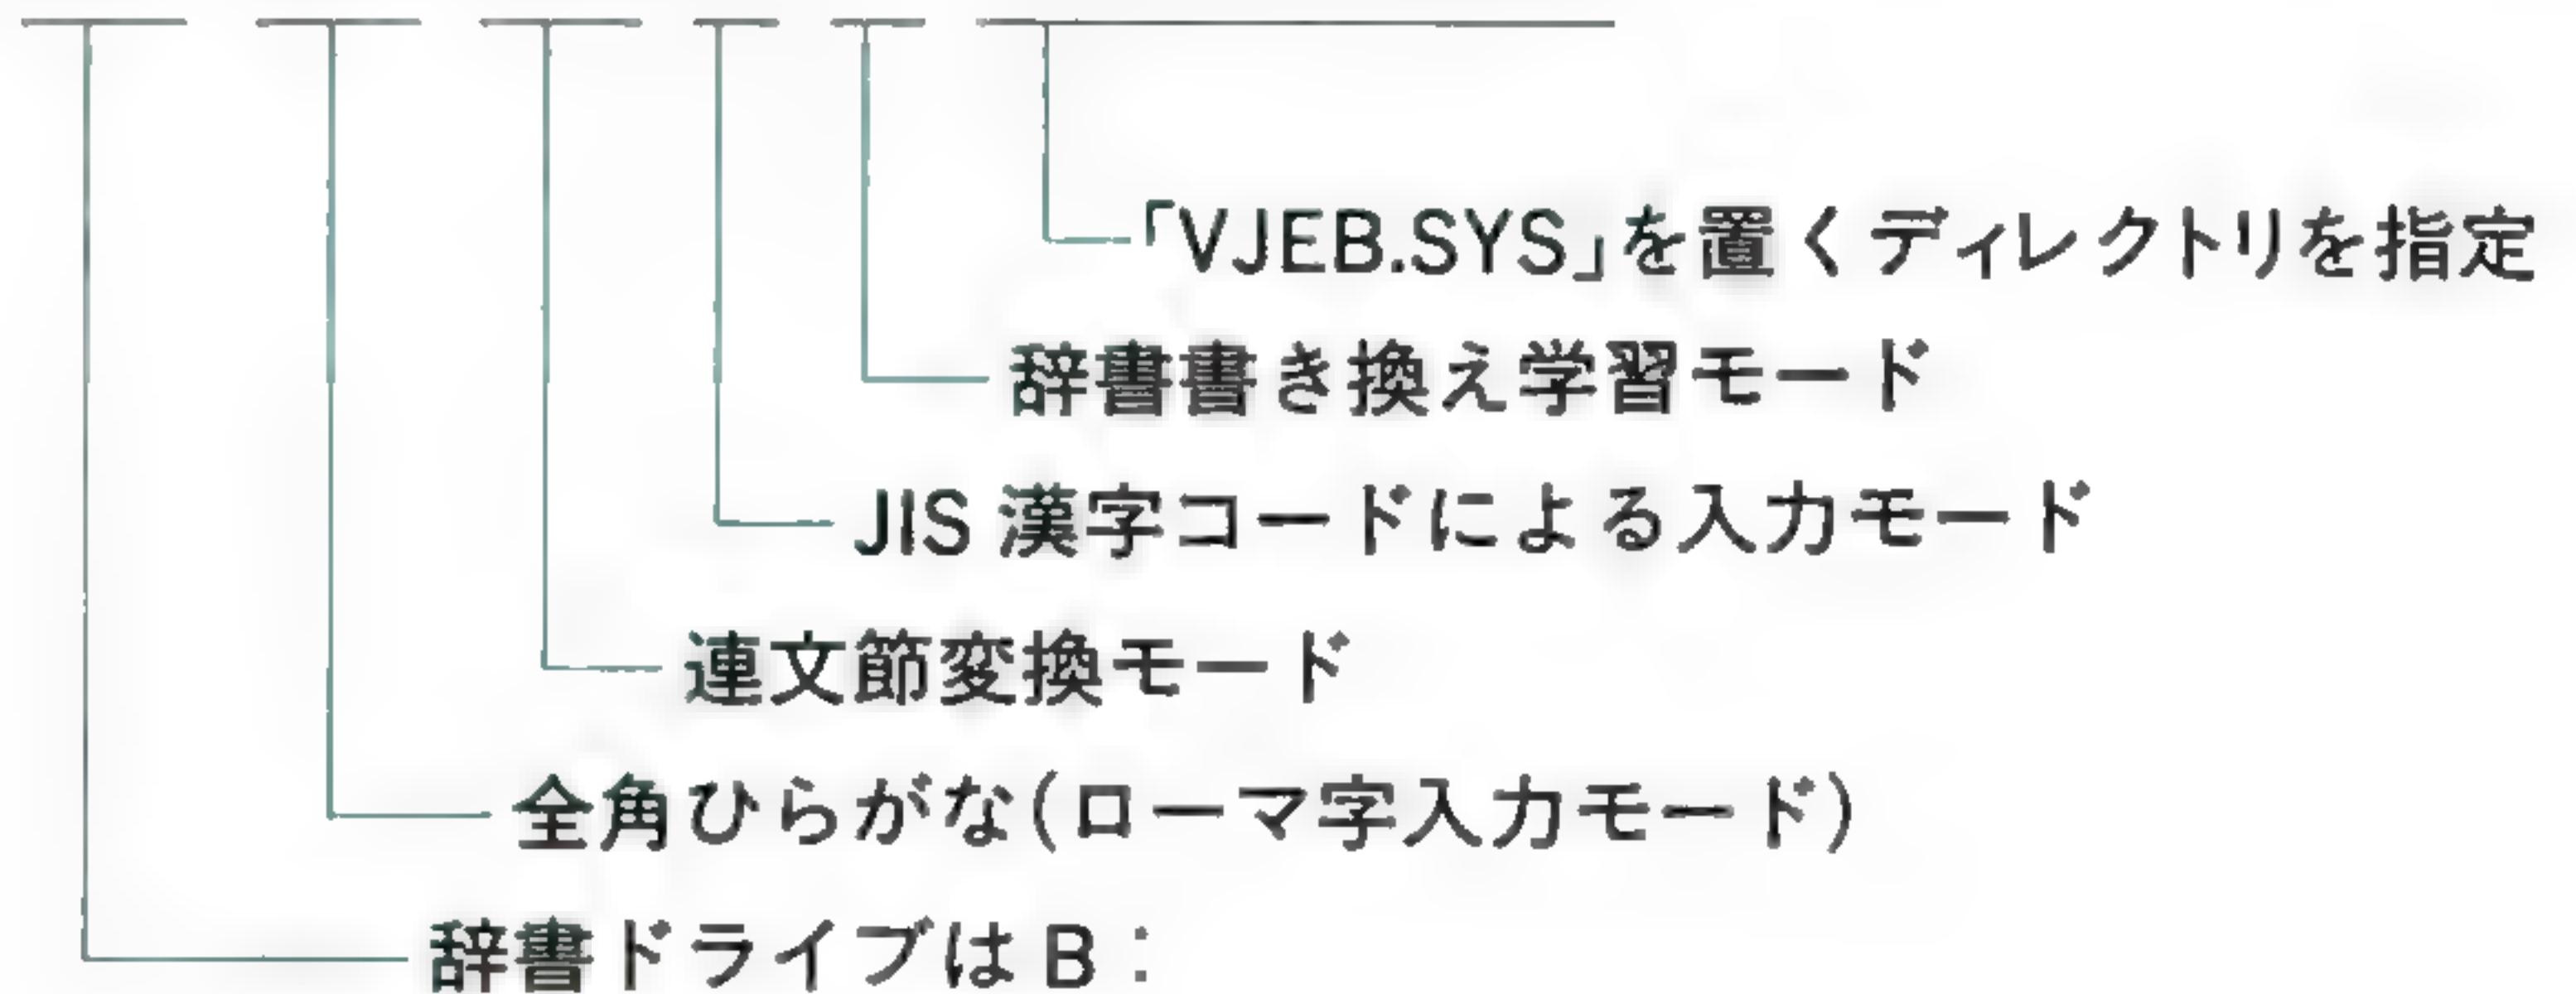 「VJEB.SYS」を置くディレクトリを指定
辞書書き換え学習モード
JIS 漢字コードによる入力モード
連文節変換モード
全角ひらがな(ローマ字入力モード)
辞書ドライブは B：